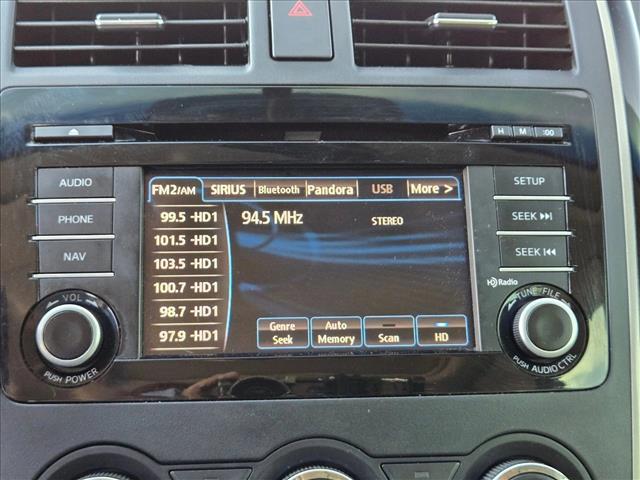 H M :00
AUDIO
PHONE
NAV
VOL
PUSH POWER
FM2/AM SIRIUS Bluetooth Pandora USB More >
99.5 -HD1
101.5 -HD1
103.5 -HD1
100.7 -HD1
98.7 -HD1
97.9 -HD1
94.5 MHz
STEREO
Genre Auto
Seek Memory Scan HD
SETUP
SEEK
SEEK
HD Radio
TUNE/FILE
PUSH AUDIO CTRL